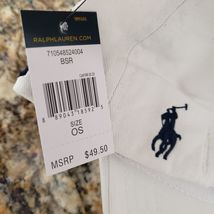 RALPHLAUREN.COM
710548524004
BSR
SIZE
OS
MSRP $49.50